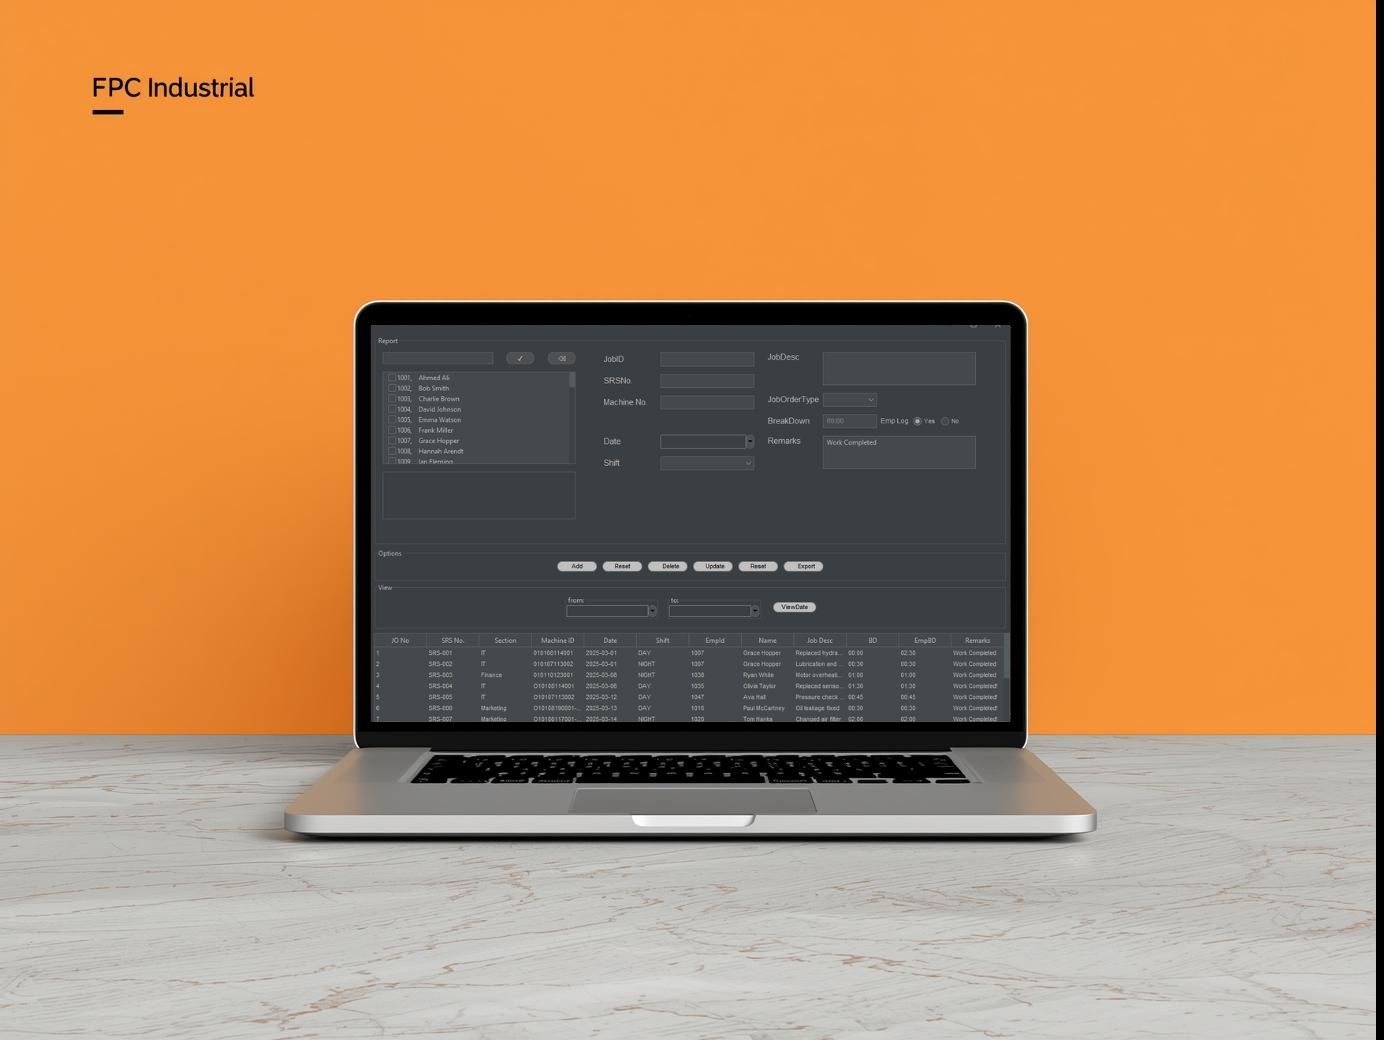 FPC Industrial
Report
1001, Ahmed Ali
1002, Bob Smith
1003, Charlie Brown
1004, David Johnson
1005, Emma Watson
1006, Frank Miller
1007, Grace Hopper
1008, Hannah Arendt
1009 Ian Fleming
JobID
SRSNo.
Machine No.
Date
Shift
JobDesc
JobOrderType
BreakDown 00:00 Emp Log Yes No
Remarks Work Completed
Options
Add Reset Delete Update Reset Export
View
from: to: ViewDate
JO No SRS No. Section Machine ID Date Shift EmpId Name Job Desc BD EmpBD Remarks
1 SRS-001 IT 010100114001 2025-03-01 DAY 1007 Grace Hopper Replaced hydra... 00:00 02:30 Work Completed
2 SRS-002 IT 010107113002 2025-03-01 NIGHT 1007 Grace Hopper Lubrication and ... 00:30 00:30 Work Completed
3 SRS-003 Finance 010110123001 2025-03-08 NIGHT 1038 Ryan White Motor overheati... 01:00 01:00 Work Completed
4 SRS-004 IT O10108114001 2025-03-06 DAY 1035 Olivia Taylor Replaced senso... 01:30 01:30 Work Completed!
5 SRS-005 IT O10107113002 2025-03-12 DAY 1047 Ava Hall Pressure check ... 00:45 00:45 Work Completed!
6 SRS-006 Marketing O10108190001-... 2025-03-13 DAY 1016 Paul McCartney Oil leakage fixed 00:30 00:30 Work Completed!
7 SRS-007 Marketing O10108117001-... 2025-03-14 NIGHT 1020 Tom Hanks Changed air filter 02:00 02:00 Work Completed!